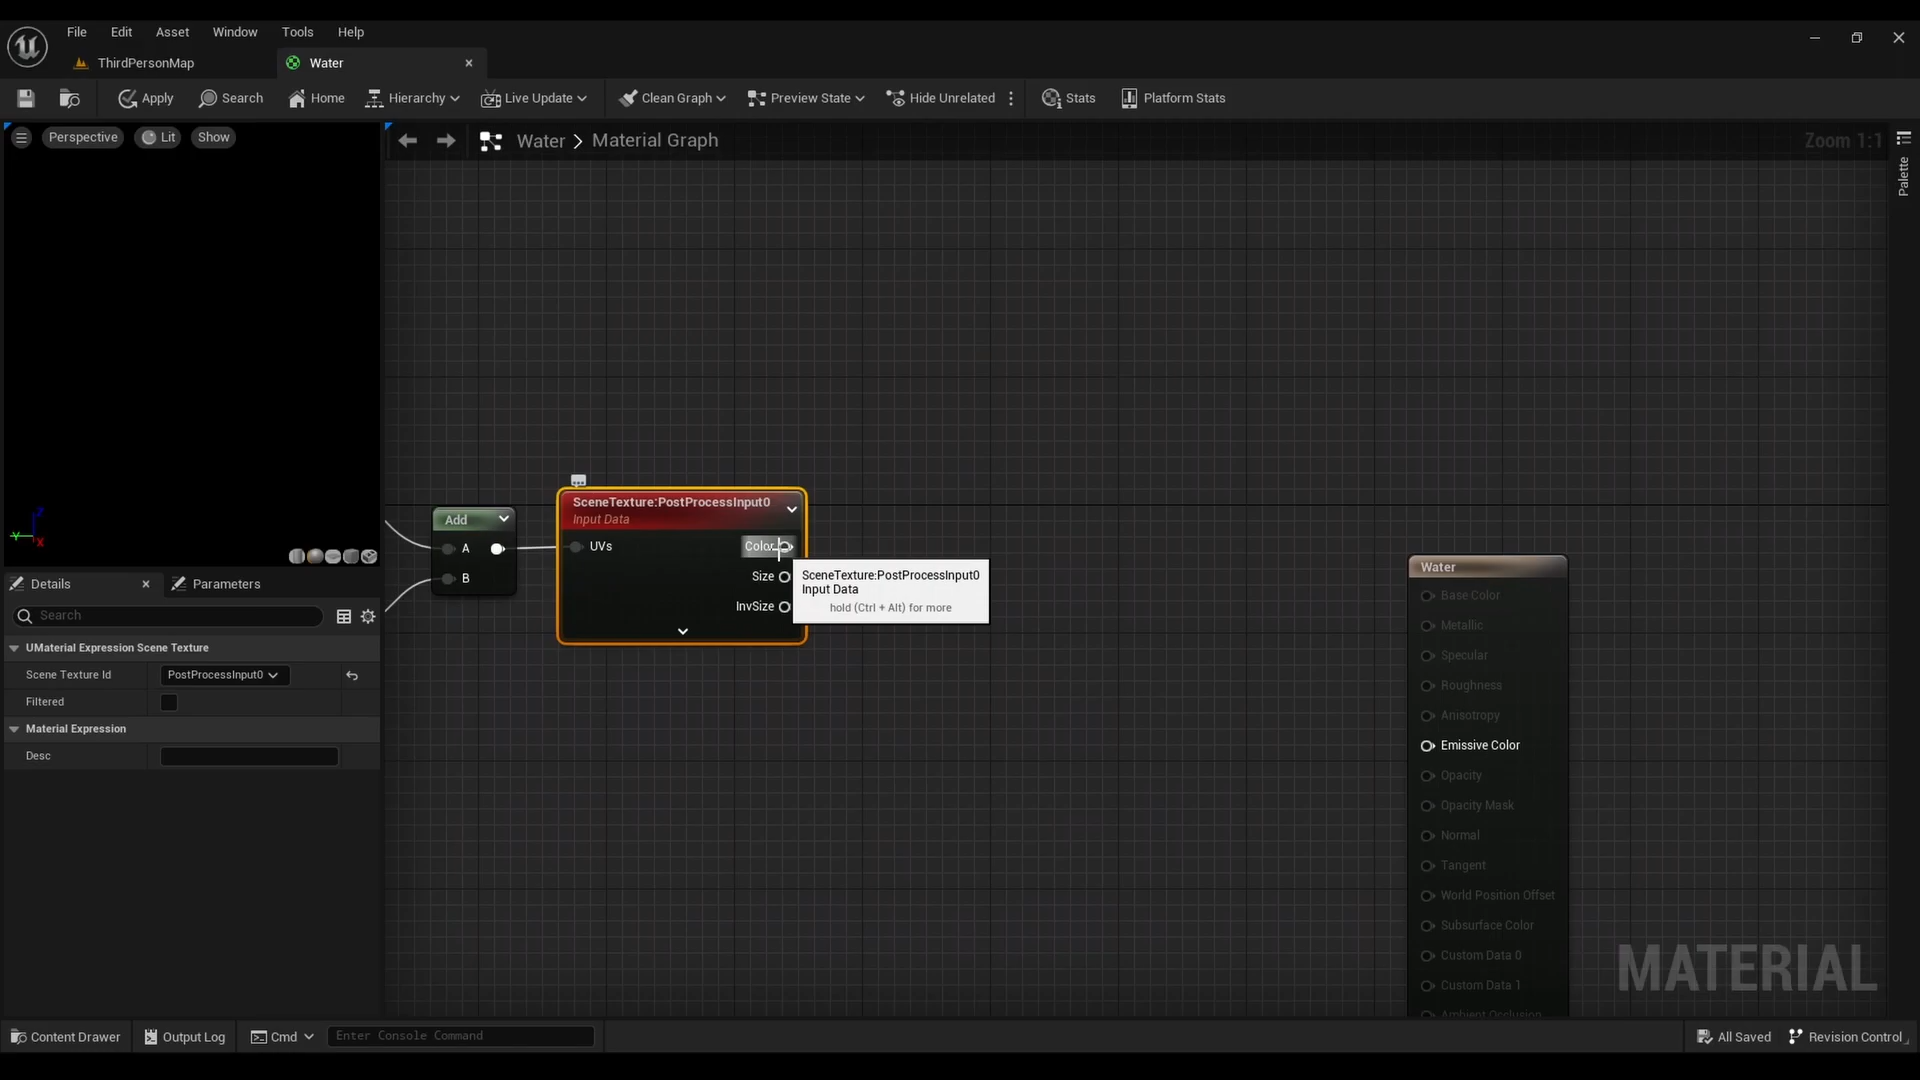 File Edit Asset Window Tools Help
ThirdPersonMap Water
Apply Search Home Hierarchy Live Update Clean Graph Preview State Hide Unrelated Stats Platform Stats
Perspective Lit Show
Water > Material Graph
Zoom 1:1
Palette
Add
A
B
SceneTexture:PostProcessInput0
Input Data
UVs Color
Size
InvSize
SceneTexture:PostProcessInput0
Input Data
hold (Ctrl + Alt) for more
Water
Base Color
Metallic
Specular
Roughness
Anisotropy
Emissive Color
Opacity
Opacity Mask
Normal
Tangent
World Position Offset
Subsurface Color
Custom Data 0
Custom Data 1
Ambient Occlusion
MATERIAL
Y Z X
Details Parameters
Search
UMaterial Expression Scene Texture
Scene Texture Id PostProcessInput0
Filtered
Material Expression
Desc
Content Drawer Output Log Cmd Enter Console Command All Saved Revision Control